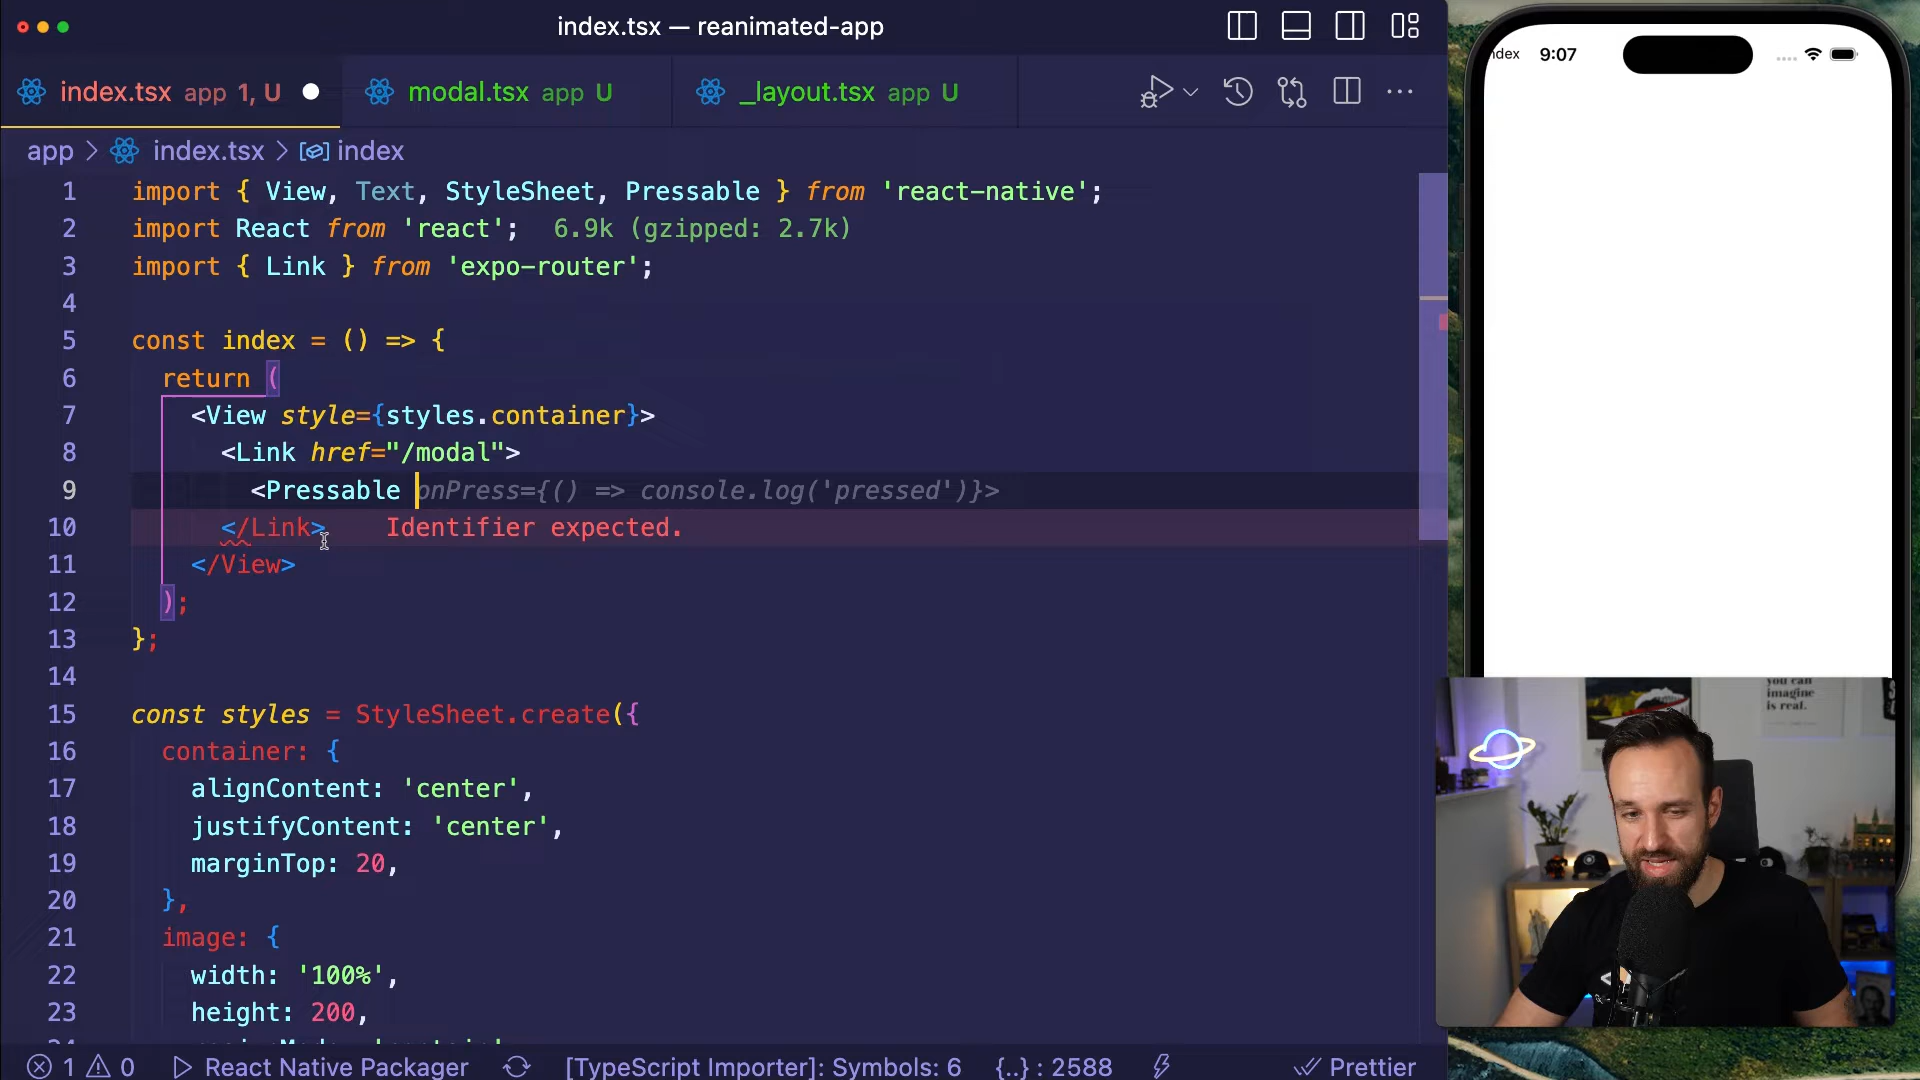 index.tsx — reanimated-app
index.tsx app 1, U
modal.tsx app U
_layout.tsx app U
app > index.tsx > index
1 import { View, Text, StyleSheet, Pressable } from 'react-native';
2 import React from 'react'; 6.9k (gzipped: 2.7k)
3 import { Link } from 'expo-router';
4
5 const index = () => {
6 return (
7 <View style={styles.container}>
8 <Link href="/modal">
9 <Pressable onPress={() => console.log('pressed')}>
10 </Link> Identifier expected.
11 </View>
12 );
13 };
14
15 const styles = StyleSheet.create({
16 container: {
17 alignContent: 'center',
18 justifyContent: 'center',
19 marginTop: 20,
20 },
21 image: {
22 width: '100%',
23 height: 200,
1 0 React Native Packager [TypeScript Importer]: Symbols: 6 {..} : 2588 Prettier
9:07
you can
imagine
is real.